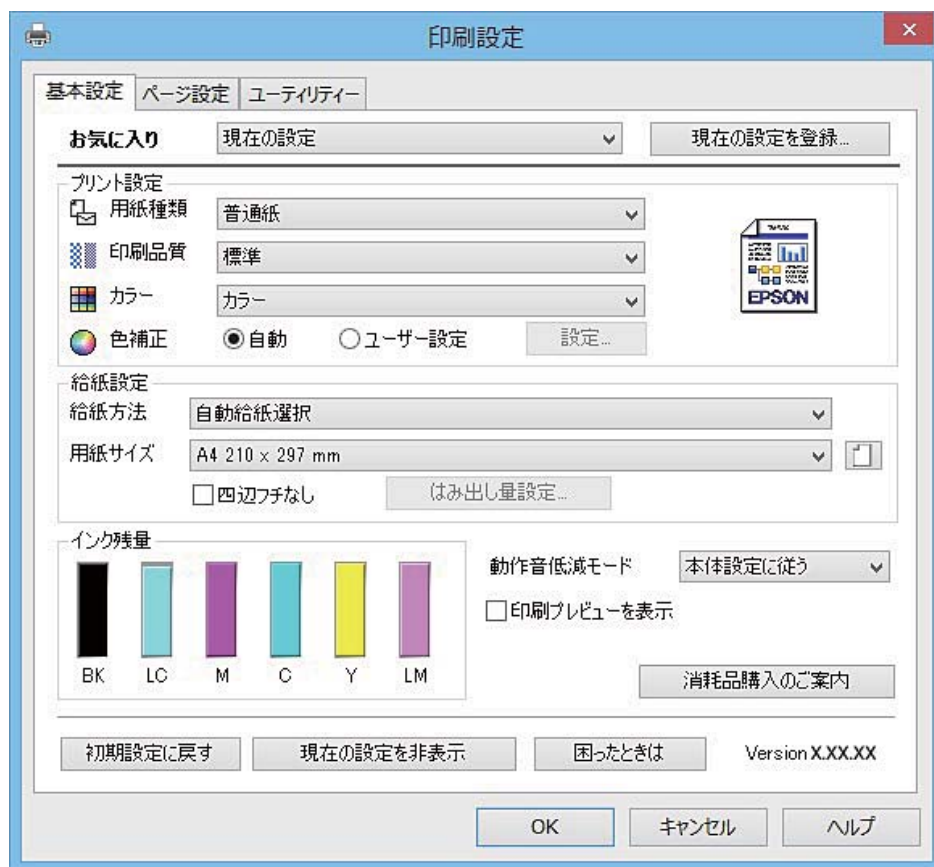 印刷設定
基本設定 ページ設定 ユーティリティー
お気に入り 現在の設定 現在の設定を登録...
プリント設定
用紙種類 普通紙
印刷品質 標準
カラー カラー
EPSON
色補正 自動 ユーザー設定 設定...
給紙設定
給紙方法 自動給紙選択
用紙サイズ A4 210 x 297 mm
四辺フチなし はみ出し量設定...
インク残量
動作音低減モード 本体設定に従う
印刷プレビューを表示
BK LC M C Y LM
消耗品購入のご案内
初期設定に戻す 現在の設定を非表示 困ったときは Version X.XX.XX
OK キャンセル ヘルプ